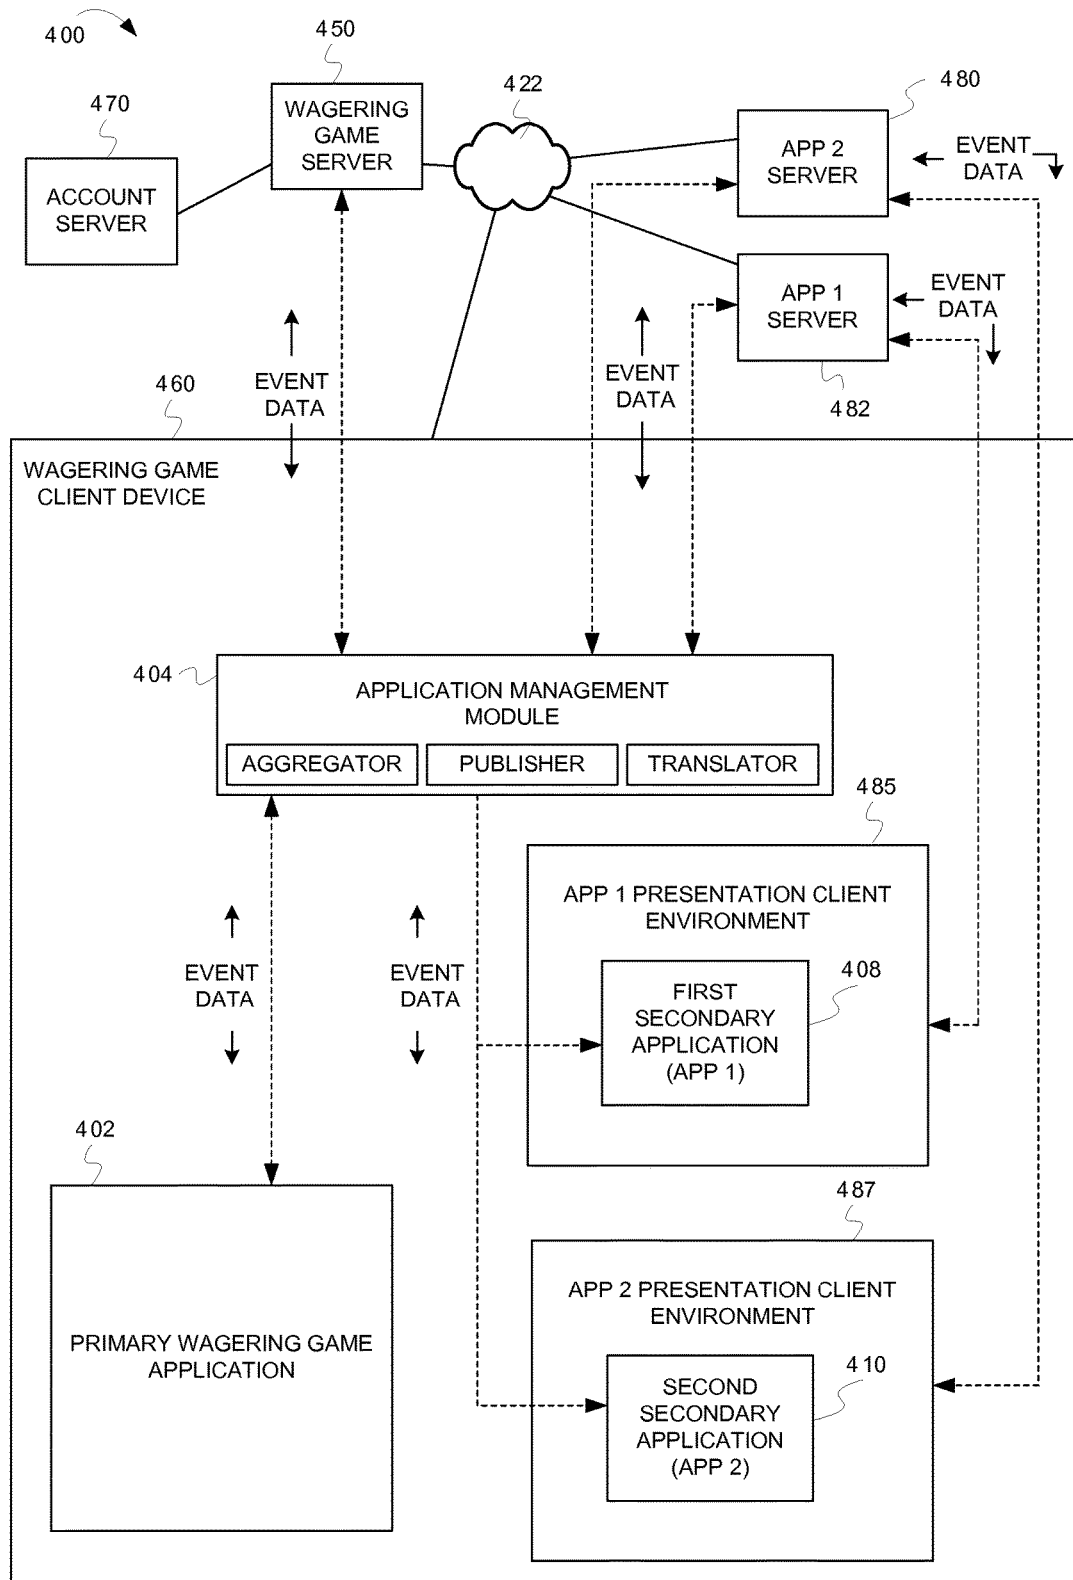 400
450
WAGERING
GAME
SERVER
470
ACCOUNT
SERVER
422
480
APP 2
SERVER
EVENT
DATA
APP 1
SERVER
EVENT
DATA
482
EVENT
DATA
EVENT
DATA
460
WAGERING GAME
CLIENT DEVICE
404
APPLICATION MANAGEMENT
MODULE
AGGREGATOR
PUBLISHER
TRANSLATOR
485
APP 1 PRESENTATION CLIENT
ENVIRONMENT
408
FIRST
SECONDARY
APPLICATION
(APP 1)
EVENT
DATA
EVENT
DATA
402
PRIMARY WAGERING GAME
APPLICATION
487
APP 2 PRESENTATION CLIENT
ENVIRONMENT
410
SECOND
SECONDARY
APPLICATION
(APP 2)